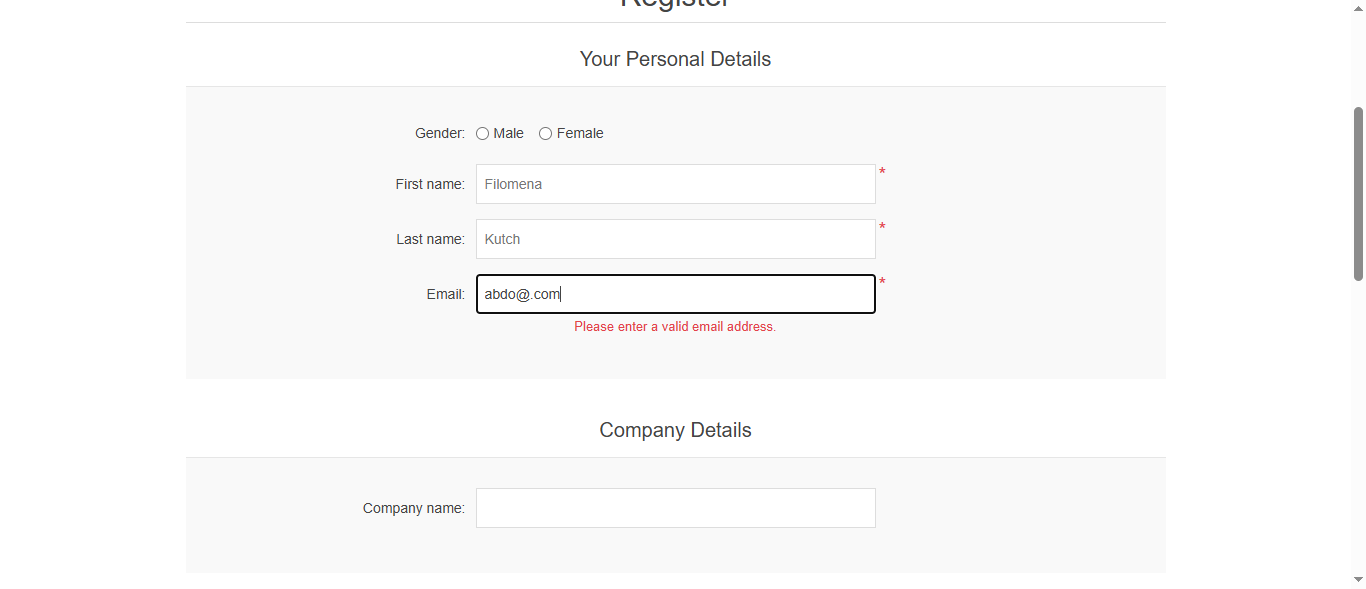 Register
Your Personal Details
Gender: Male Female
First name: Filomena *
Last name: Kutch *
Email: abdo@.com *
Please enter a valid email address.
Company Details
Company name: